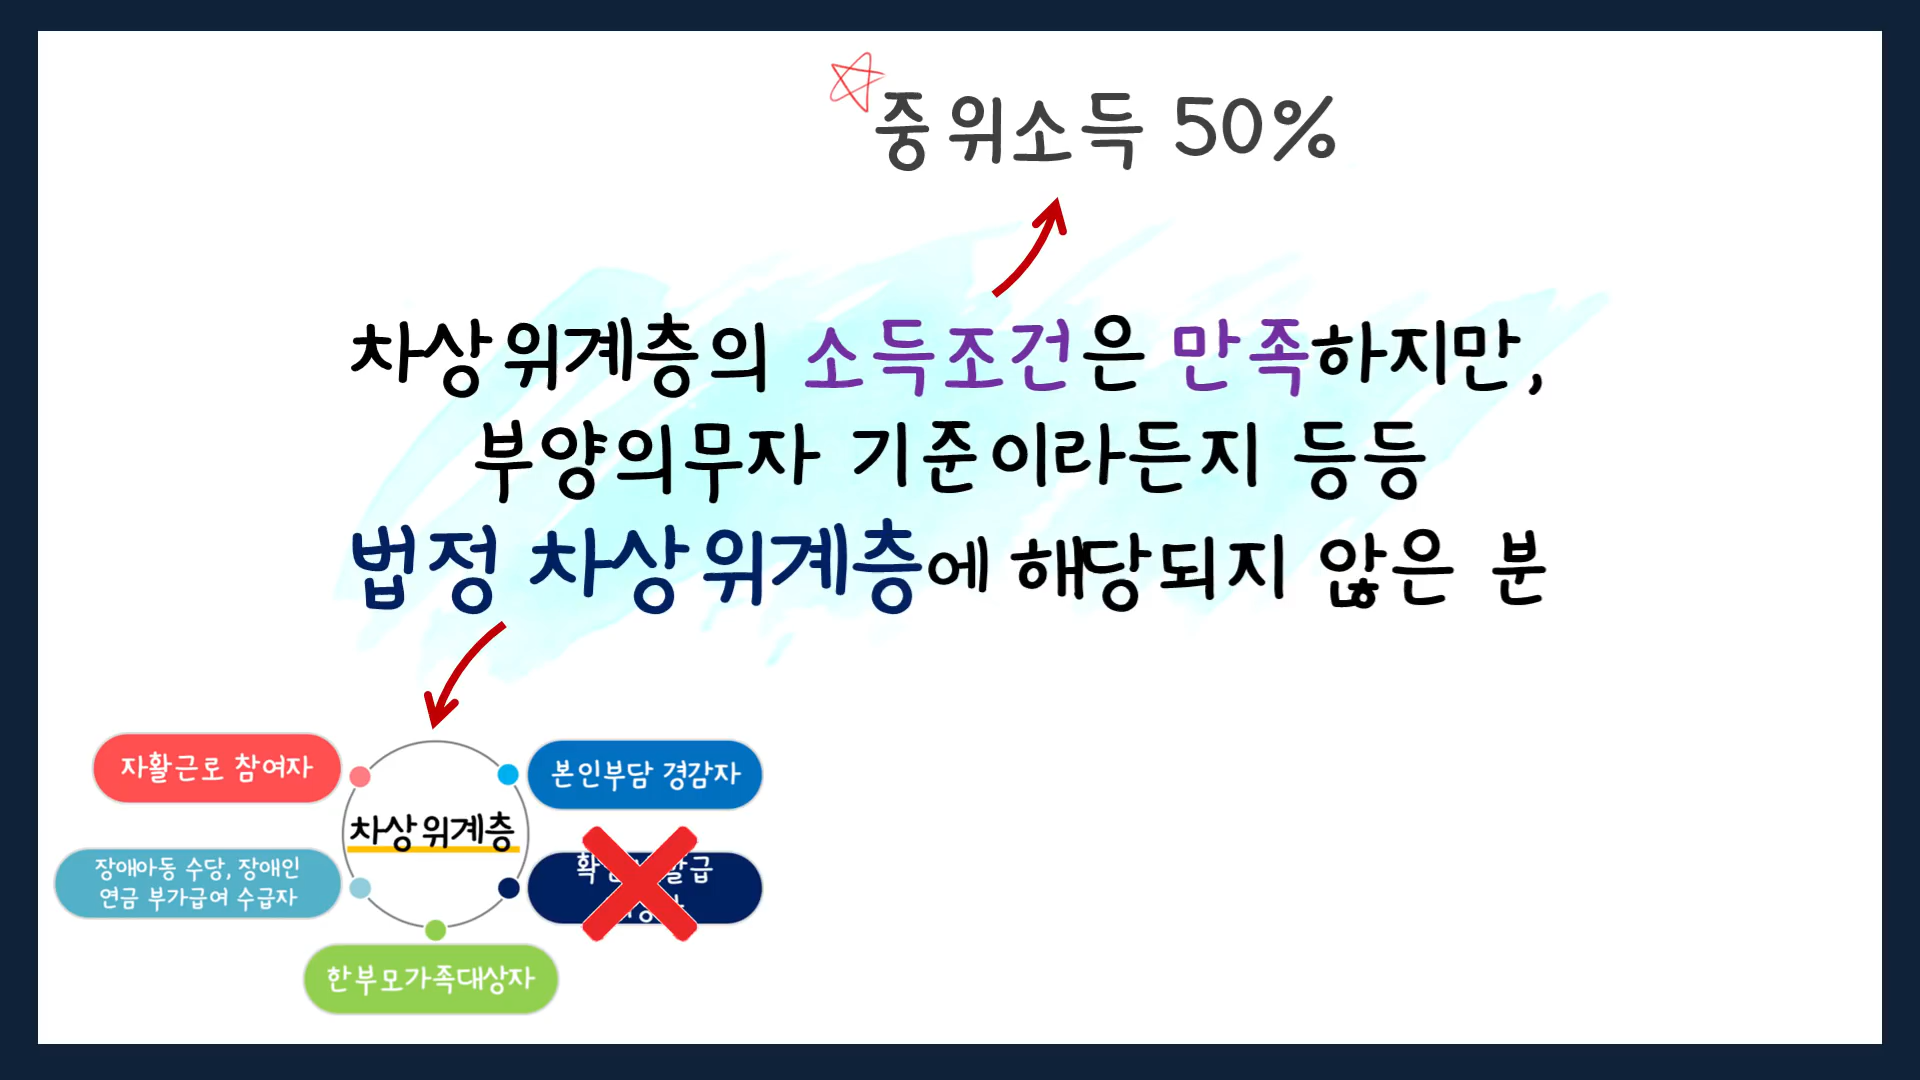 중위소득 50%
차상위계층의 소득조건은 만족하지만,
부양의무자 기준이라든지 등등
법정 차상위계층에 해당되지 않은 분
자활근로 참여자
본인부담 경감자
차상위계층
장애아동 수당, 장애인
연금 부가급여 수급자
한부모가족대상자